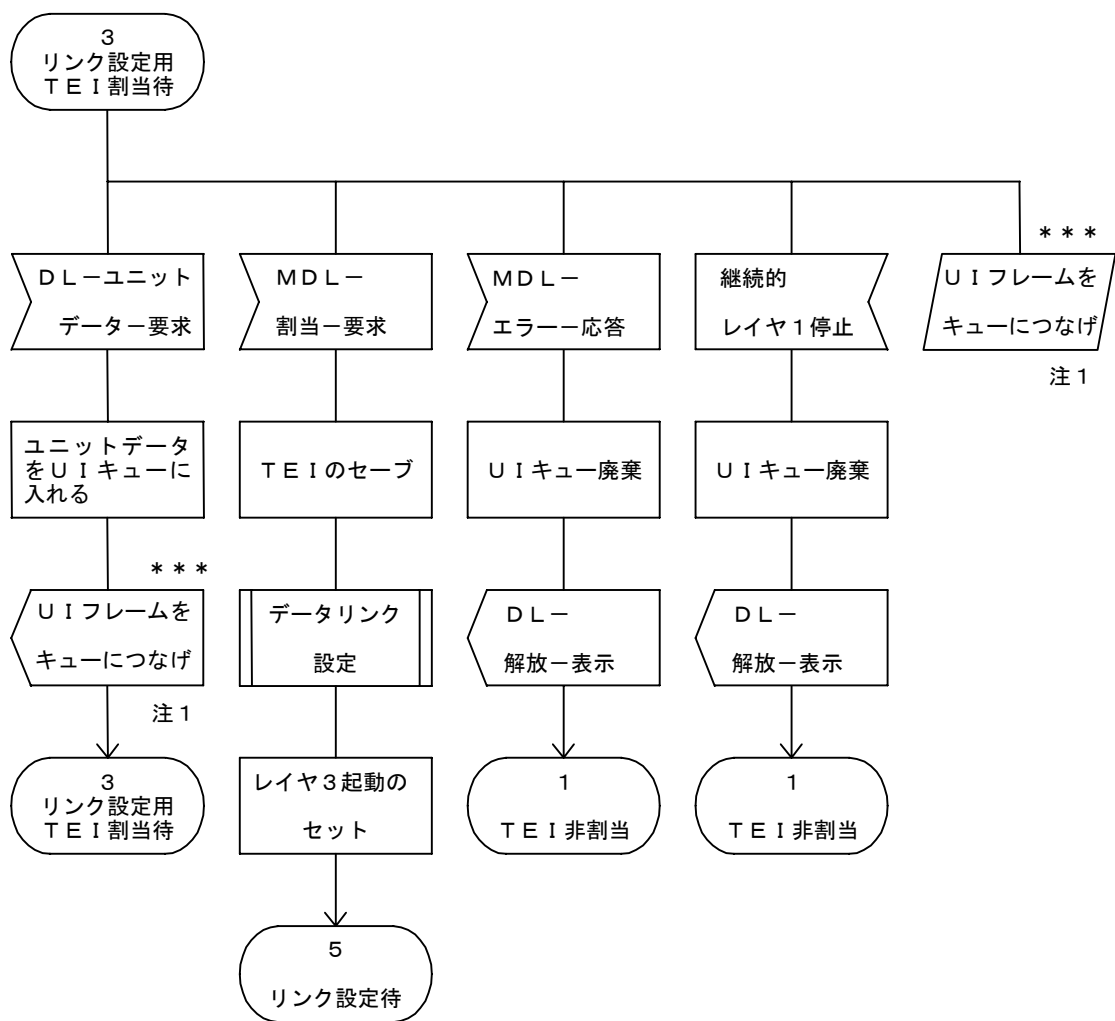 3
リンク設定用
TEI割当待
DL-ユニット
データ-要求
ユニットデータ
をUIキューに
入れる
***
UIフレームを
キューにつなげ
注1
3
リンク設定用
TEI割当待
MDL-
割当-要求
TEIのセーブ
データリンク
設定
レイヤ3起動の
セット
5
リンク設定待
MDL-
エラー-応答
UIキュー廃棄
DL-
解放-表示
1
TEI非割当
継続的
レイヤ1停止
UIキュー廃棄
DL-
解放-表示
1
TEI非割当
***
UIフレームを
キューにつなげ
注1